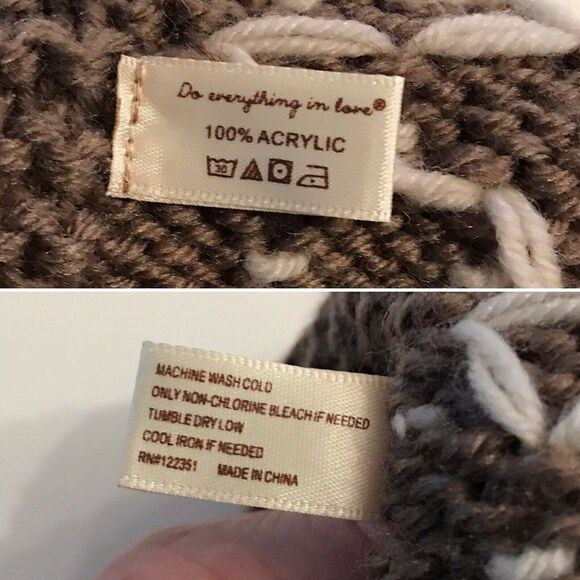 Do everything in love®
100% ACRYLIC
30
MACHINE WASH COLD
ONLY NON-CHLORINE BLEACH IF NEEDED
TUMBLE DRY LOW
COOL IRON IF NEEDED
RN#122351 MADE IN CHINA